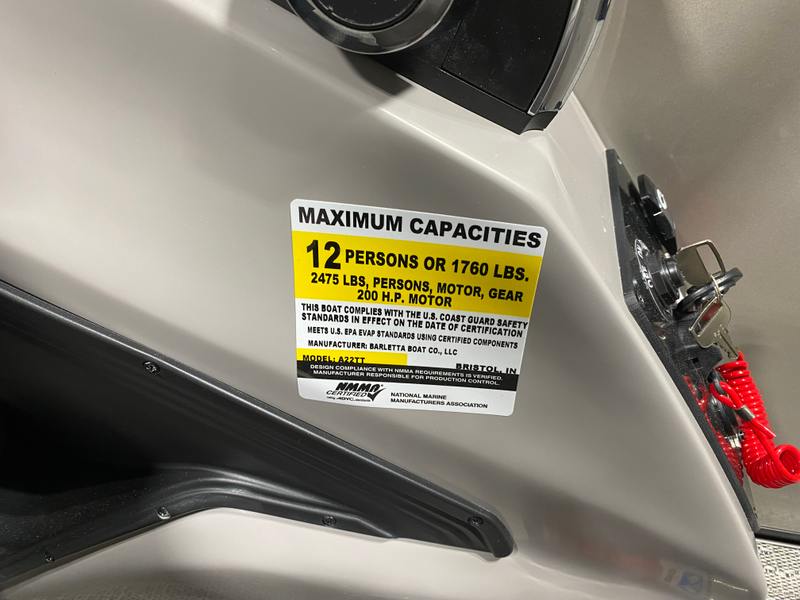 MAXIMUM CAPACITIES
12 PERSONS OR 1760 LBS.
2475 LBS, PERSONS, MOTOR, GEAR
200 H.P. MOTOR
THIS BOAT COMPLIES WITH THE U.S. COAST GUARD SAFETY
STANDARDS IN EFFECT ON THE DATE OF CERTIFICATION
MEETS U.S. EPA EVAP STANDARDS USING CERTIFIED COMPONENTS
MANUFACTURER: BARLETTA BOAT CO., LLC
MODEL: A22TT BRISTOL, IN
DESIGN COMPLIANCE WITH NMMA REQUIREMENTS IS VERIFIED.
MANUFACTURER RESPONSIBLE FOR PRODUCTION CONTROL.
NMMA
CERTIFIED
NATIONAL MARINE
MANUFACTURERS ASSOCIATION